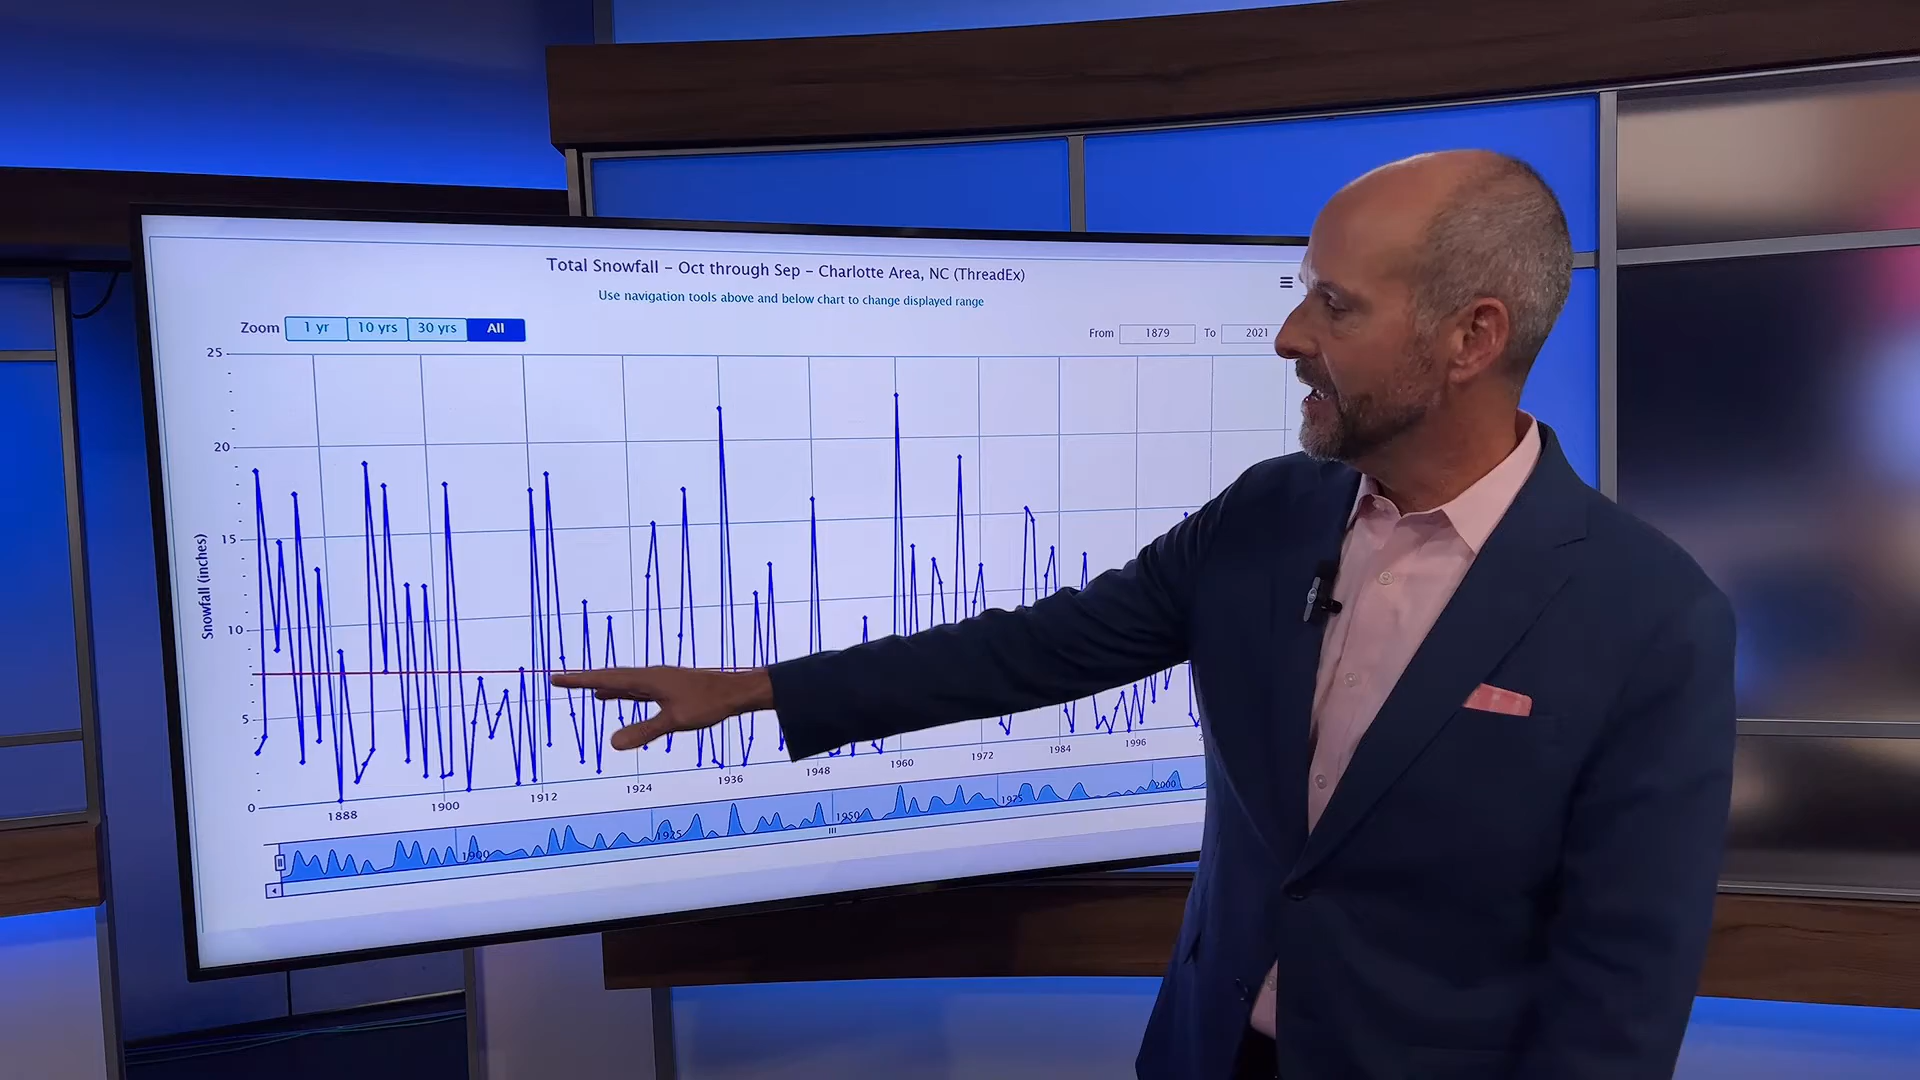 Total Snowfall – Oct through Sep – Charlotte Area, NC (ThreadEx)
Use navigation tools above and below chart to change displayed range
Zoom 1 yr 10 yrs 30 yrs All
From 1879 To 2021
25
20
15
10
5
0
Snowfall (inches)
1888 1900 1912 1924 1936 1948 1960 1972 1984 1996
1900 1925 1950 1975 2000